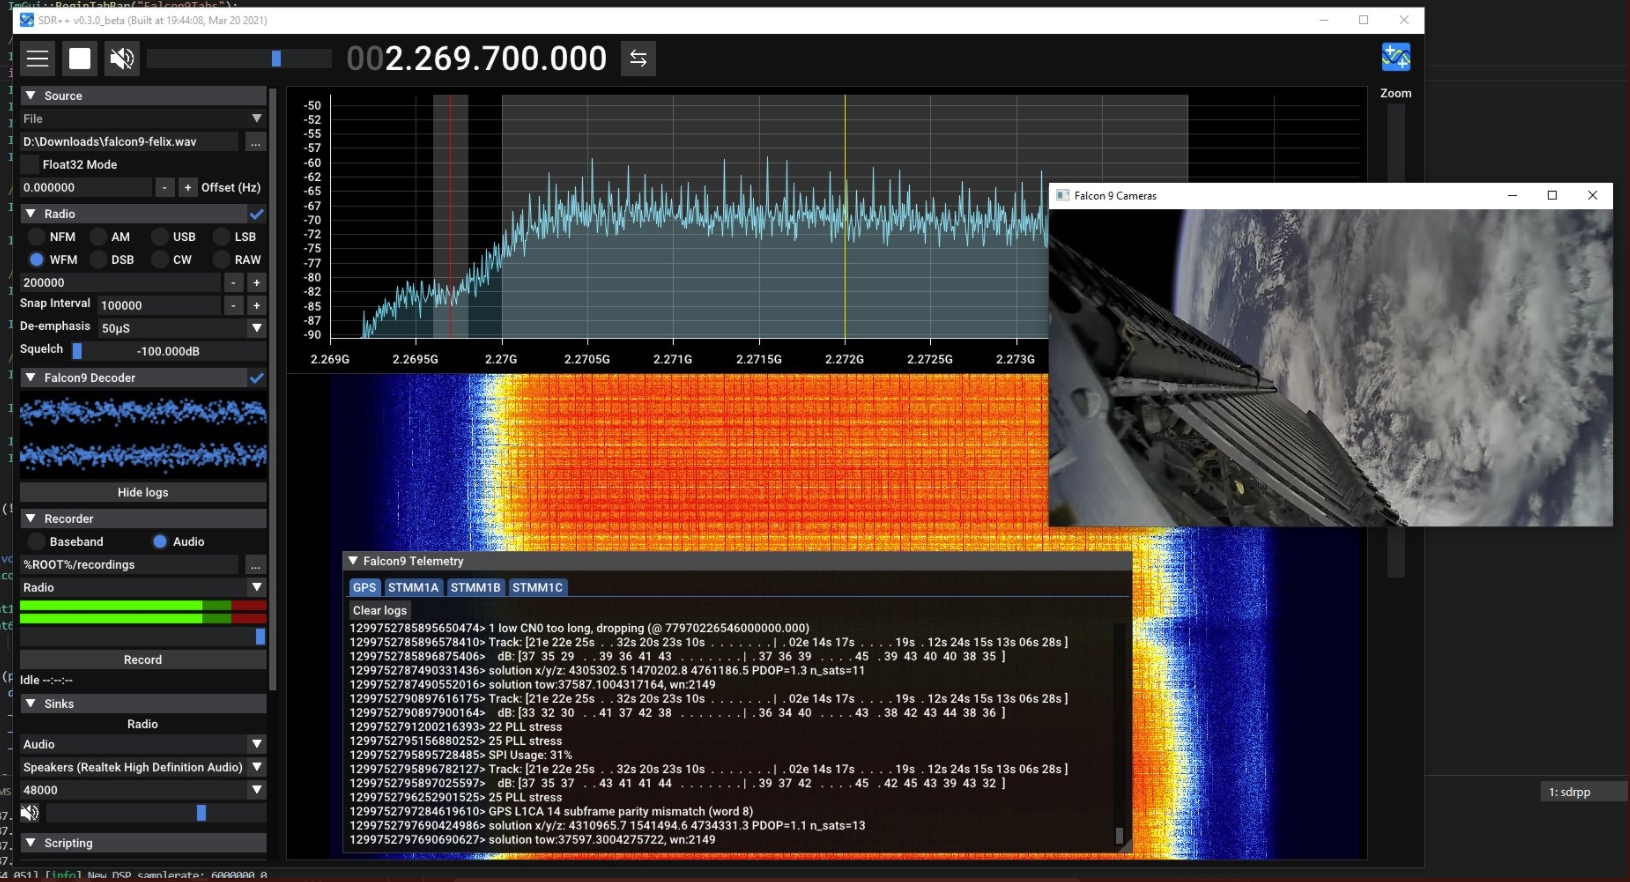 ImGui::BeginTabBar("Falcon9Tabs");
SDR++ v0.3.0_beta (Built at 19:44:08, Mar 20 2021)
002.269.700.000
Source
File
D:\Downloads\falcon9-felix.wav
...
Float32 Mode
0.000000
-
+
Offset (Hz)
Radio
NFM AM USB LSB
WFM DSB CW RAW
200000
-
+
Snap Interval
100000
-
+
De-emphasis
50µS
Squelch
-100.000dB
Falcon9 Decoder
Hide logs
Recorder
Baseband
Audio
%ROOT%/recordings
...
Radio
Record
Idle --:--:--
Sinks
Radio
Audio
Speakers (Realtek High Definition Audio)
48000
Scripting
-50
-52
-55
-57
-60
-62
-65
-67
-70
-72
-75
-77
-80
-82
-85
-87
-90
2.269G 2.2695G 2.27G 2.2705G 2.271G 2.2715G 2.272G 2.2725G 2.273G
Zoom
Falcon 9 Cameras
Falcon9 Telemetry
GPS STMM1A STMM1B STMM1C
Clear logs
1299752785895650474> 1 low CN0 too long, dropping (@ 77970226546000000.000)
1299752785896578410> Track: [21e 22e 25s . . 32s 20s 23s 10s . . . . . . . | . 02e 14s 17s . . . . 19s . 12s 24s 15s 13s 06s 28s ]
1299752785896875406> dB: [37 35 29 . . 39 36 41 43 . . . . . . . | . 37 36 39 . . . . 45 . 39 43 40 40 38 35 ]
1299752787490331436> solution x/y/z: 4305302.5 1470202.8 4761186.5 PDOP=1.3 n_sats=11
1299752787490552016> solution tow:37587.1004317164, wn:2149
1299752790897616175> Track: [21e 22e 25s . . 32s 20s 23s 10s . . . . . . . | . 02e 14s 17s . . . . 19s . 12s 24s 15s 13s 06s 28s ]
1299752790897900164> dB: [33 32 30 . . 41 37 42 38 . . . . . . . | . 36 34 40 . . . . 43 . 38 42 43 44 38 36 ]
1299752791200216393> 22 PLL stress
1299752795156880252> 25 PLL stress
1299752795895728485> SPI Usage: 31%
1299752795896782127> Track: [21e 22e 25s . . 32s 20s 23s 10s . . . . . . . | . 02e 14s 17s . . . . 19s . 12s 24s 15s 13s 06s 28s ]
1299752795897025597> dB: [37 35 37 . . 43 41 41 44 . . . . . . . | . 39 37 42 . . . . 45 . 42 45 43 39 43 32 ]
1299752796252901525> 25 PLL stress
1299752797284619610> GPS L1CA 14 subframe parity mismatch (word 8)
1299752797690424986> solution x/y/z: 4310965.7 1541494.6 4734331.3 PDOP=1.1 n_sats=13
1299752797690690627> solution tow:37597.3004275722, wn:2149
1: sdrpp
[info] New DSP samplerate: 6000000.0